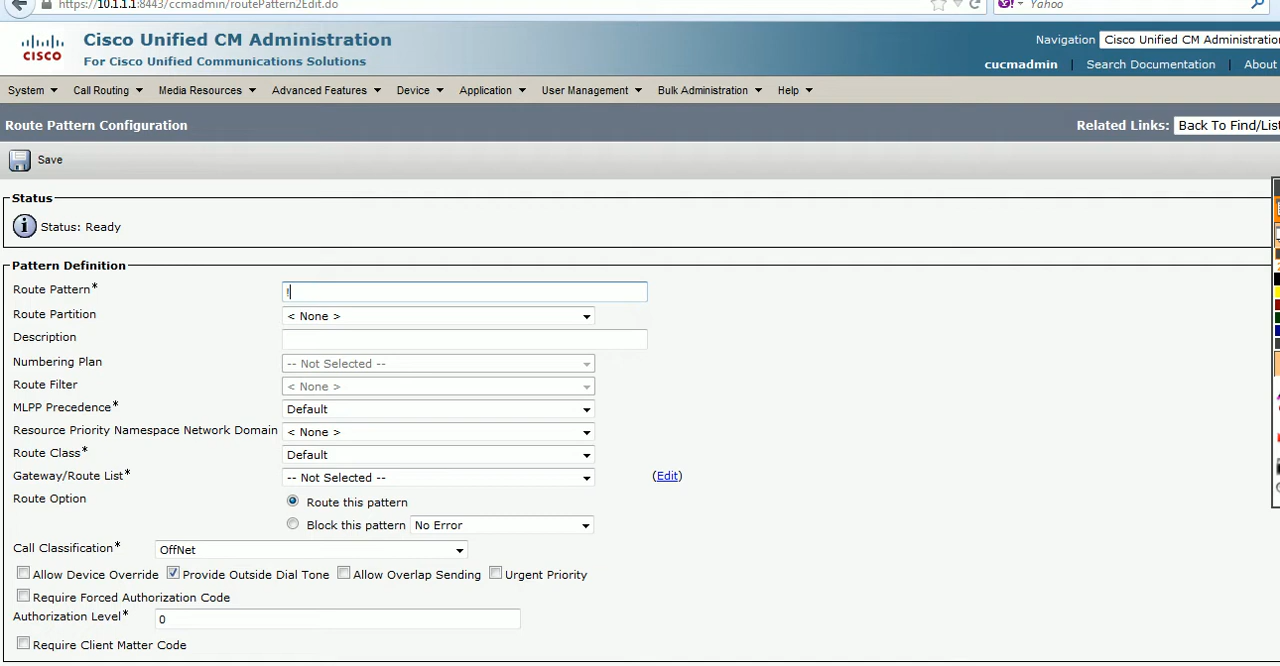 https://10.1.1.1:8443/ccmadmin/routePattern2Edit.do
Yahoo
CISCO
Cisco Unified CM Administration
For Cisco Unified Communications Solutions
Navigation Cisco Unified CM Administration
cucmadmin | Search Documentation | About
System Call Routing Media Resources Advanced Features Device Application User Management Bulk Administration Help
Route Pattern Configuration
Related Links: Back To Find/List
Save
Status
Status: Ready
Pattern Definition
Route Pattern* !
Route Partition < None >
Description
Numbering Plan -- Not Selected --
Route Filter < None >
MLPP Precedence* Default
Resource Priority Namespace Network Domain < None >
Route Class* Default
Gateway/Route List* -- Not Selected -- (Edit)
Route Option Route this pattern
Block this pattern No Error
Call Classification* OffNet
Allow Device Override Provide Outside Dial Tone Allow Overlap Sending Urgent Priority
Require Forced Authorization Code
Authorization Level* 0
Require Client Matter Code